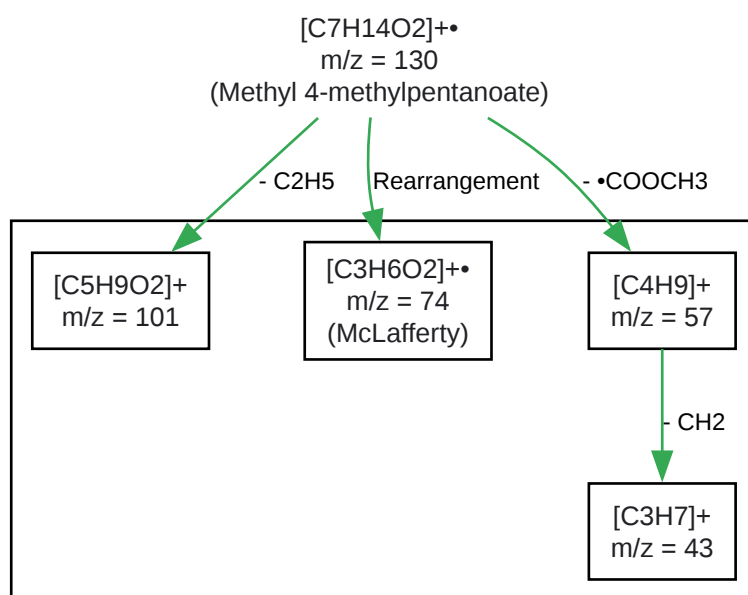 [C7H14O2]+•
m/z = 130
(Methyl 4-methylpentanoate)
- C2H5
Rearrangement
- •COOCH3
[C5H9O2]+
m/z = 101
[C3H6O2]+•
m/z = 74
(McLafferty)
[C4H9]+
m/z = 57
- CH2
[C3H7]+
m/z = 43